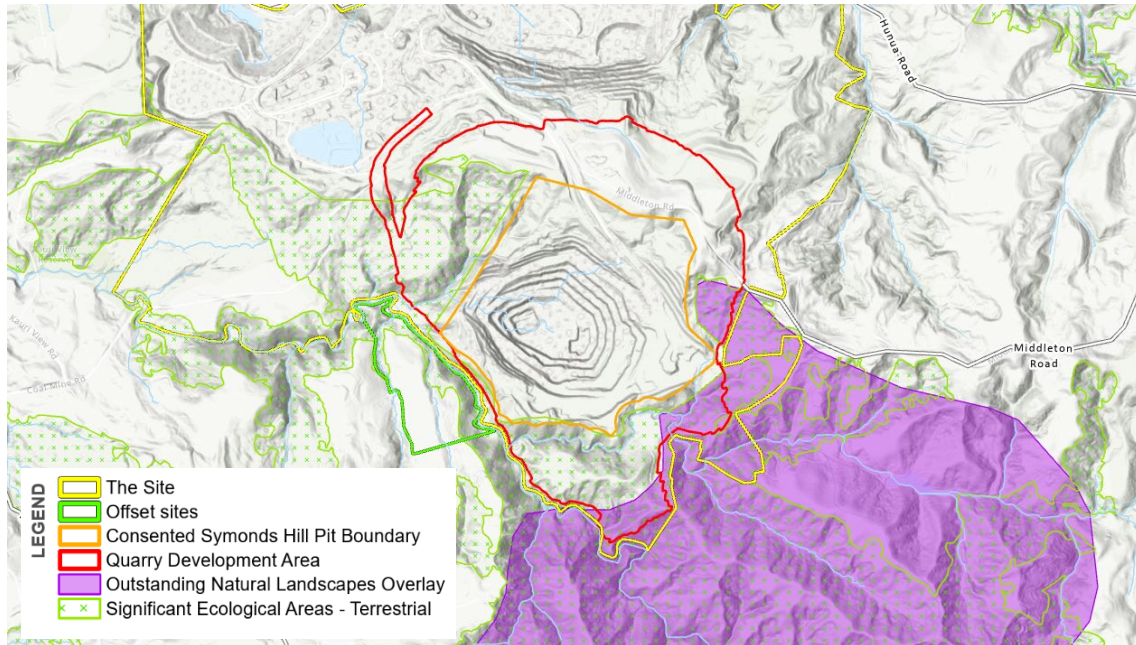 Hunua Road
Middleton Rd
Kauri View Rd
Coal Mine Rd
Middleton
Road
LEGEND
The Site
Offset sites
Consented Symonds Hill Pit Boundary
Quarry Development Area
Outstanding Natural Landscapes Overlay
Significant Ecological Areas - Terrestrial